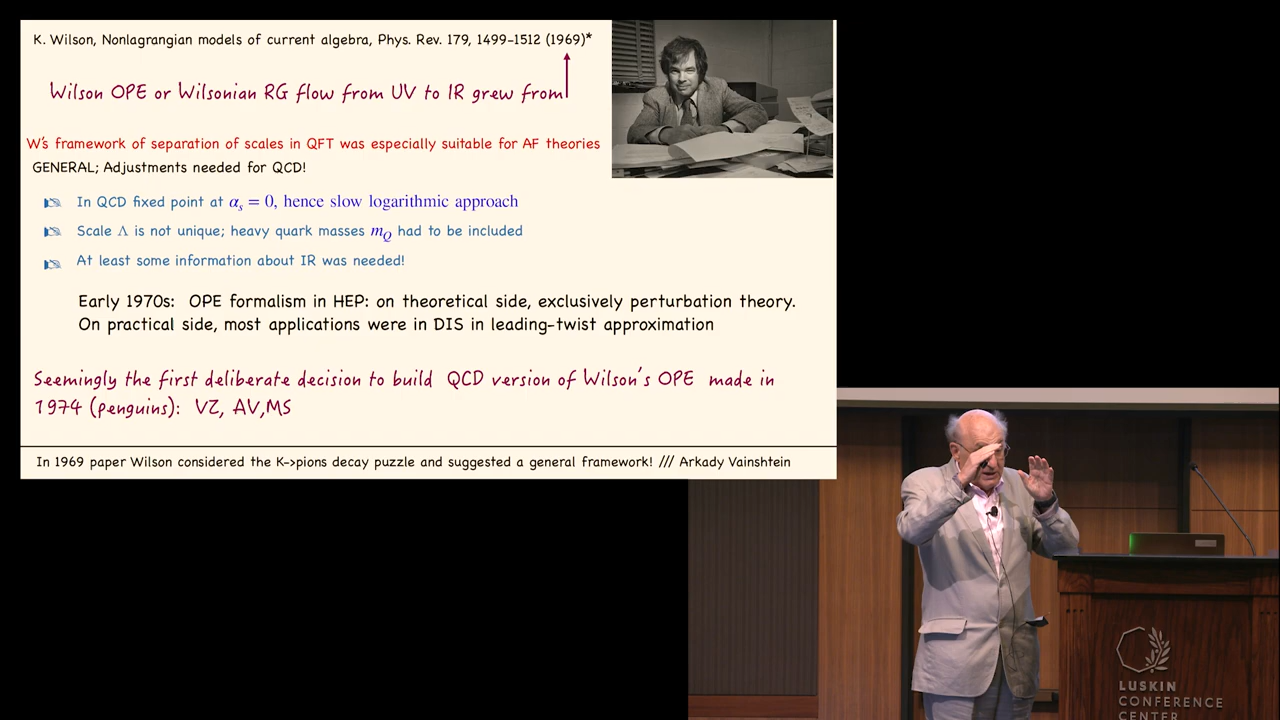 K. Wilson, Nonlagrangian models of current algebra, Phys. Rev. 179, 1499-1512 (1969)*
Wilson OPE or Wilsonian RG flow from UV to IR grew from
W's framework of separation of scales in QFT was especially suitable for AF theories
GENERAL; Adjustments needed for QCD!
In QCD fixed point at αₛ = 0, hence slow logarithmic approach
Scale Λ is not unique; heavy quark masses m_Q had to be included
At least some information about IR was needed!
Early 1970s: OPE formalism in HEP: on theoretical side, exclusively perturbation theory.
On practical side, most applications were in DIS in leading-twist approximation
Seemingly the first deliberate decision to build QCD version of Wilson's OPE made in
1974 (penguins): VZ, AV,MS
In 1969 paper Wilson considered the K->pions decay puzzle and suggested a general framework! /// Arkady Vainshtein
LUSKIN
CONFERENCE
CENTER